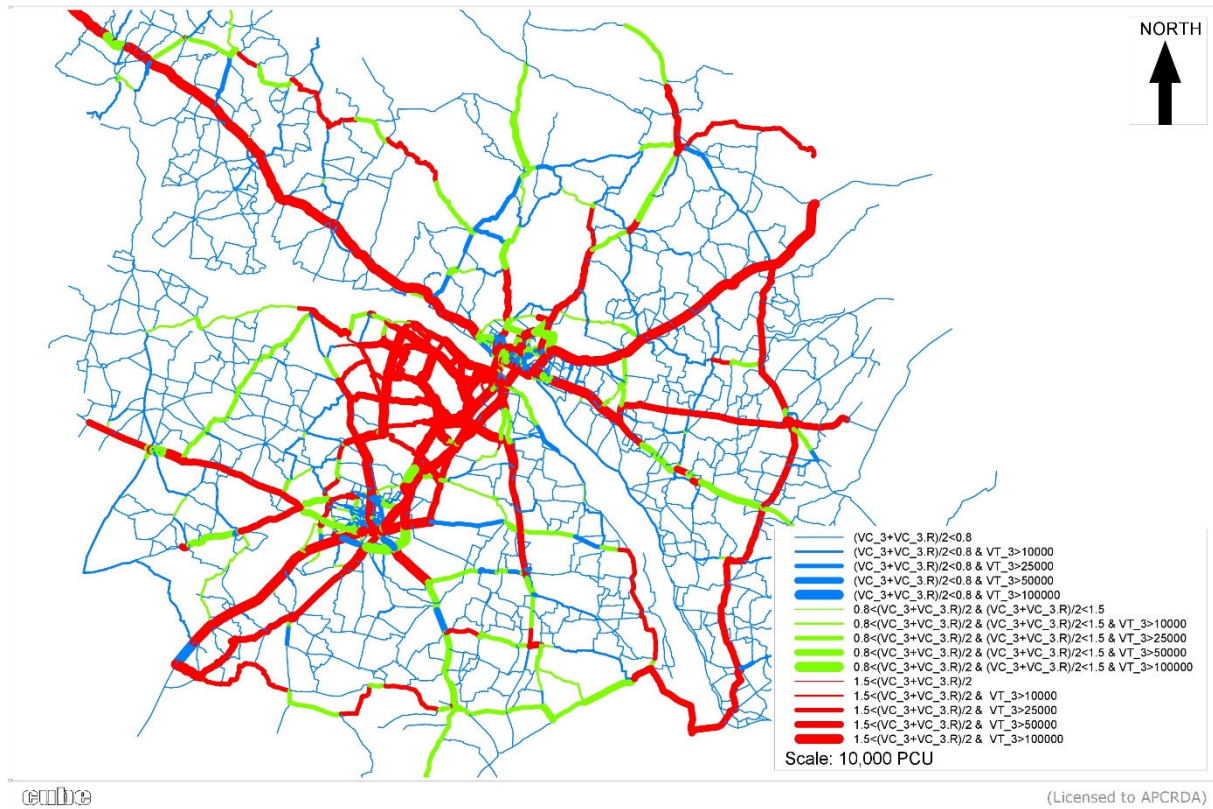 NORTH
(VC_3+VC_3.R)/2<0.8
(VC_3+VC_3.R)/2<0.8 & VT_3>10000
(VC_3+VC_3.R)/2<0.8 & VT_3>25000
(VC_3+VC_3.R)/2<0.8 & VT_3>50000
(VC_3+VC_3.R)/2<0.8 & VT_3>100000
0.8<(VC_3+VC_3.R)/2 & (VC_3+VC_3.R)/2<1.5
0.8<(VC_3+VC_3.R)/2 & (VC_3+VC_3.R)/2<1.5 & VT_3>10000
0.8<(VC_3+VC_3.R)/2 & (VC_3+VC_3.R)/2<1.5 & VT_3>25000
0.8<(VC_3+VC_3.R)/2 & (VC_3+VC_3.R)/2<1.5 & VT_3>50000
0.8<(VC_3+VC_3.R)/2 & (VC_3+VC_3.R)/2<1.5 & VT_3>100000
1.5<(VC_3+VC_3.R)/2
1.5<(VC_3+VC_3.R)/2 & VT_3>10000
1.5<(VC_3+VC_3.R)/2 & VT_3>25000
1.5<(VC_3+VC_3.R)/2 & VT_3>50000
1.5<(VC_3+VC_3.R)/2 & VT_3>100000
Scale: 10,000 PCU
cube
(Licensed to APCRDA)